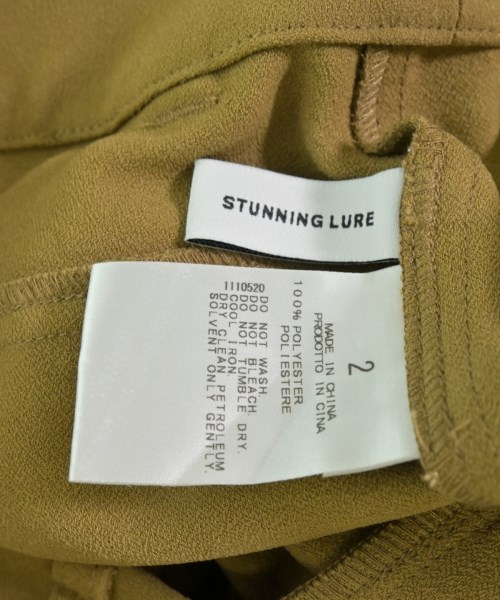 STUNNING LURE
2
MADE IN CHINA
PRODOTTO IN CINA
100% POLYESTER
POLIESTERE
DO NOT WASH.
DO NOT BLEACH.
DO NOT TUMBLE DRY.
COOL IRON.
DRY CLEAN PETROLEUM
SOLVENT ONLY GENTLY.
1110520